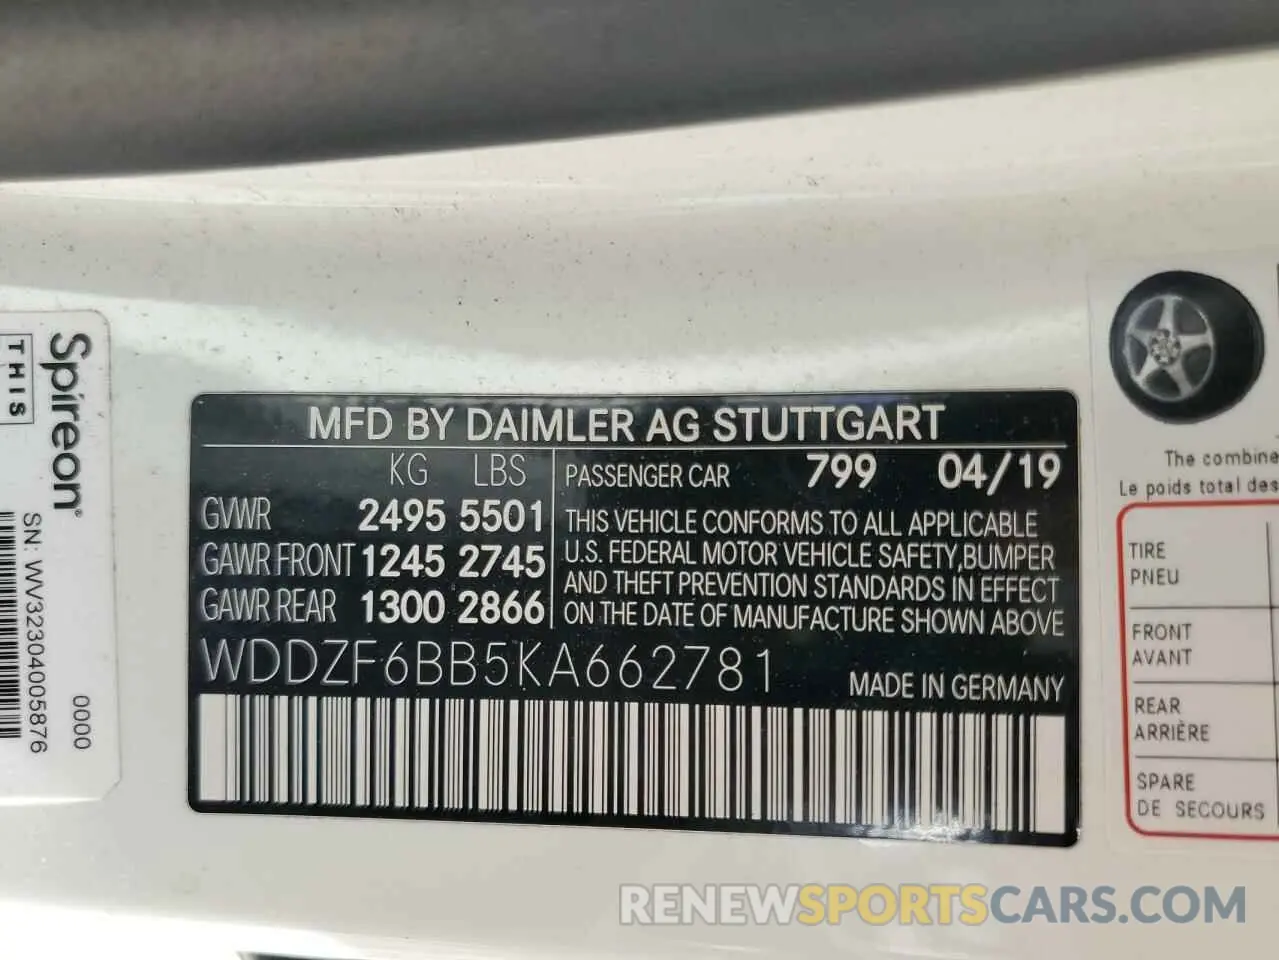 MFD BY DAIMLER AG STUTTGART
KG LBS
GVWR 2495 5501
GAWR FRONT 1245 2745
GAWR REAR 1300 2866
PASSENGER CAR 799 04/19
THIS VEHICLE CONFORMS TO ALL APPLICABLE
U.S. FEDERAL MOTOR VEHICLE SAFETY,BUMPER
AND THEFT PREVENTION STANDARDS IN EFFECT
ON THE DATE OF MANUFACTURE SHOWN ABOVE
WDDZF6BB5KA662781
MADE IN GERMANY
Spireon®
THIS
SN: WV32304005876
0000
The combine
Le poids total des
TIRE
PNEU
FRONT
AVANT
REAR
ARRIÈRE
SPARE
DE SECOURS
RENEWSPORTSCARS.COM